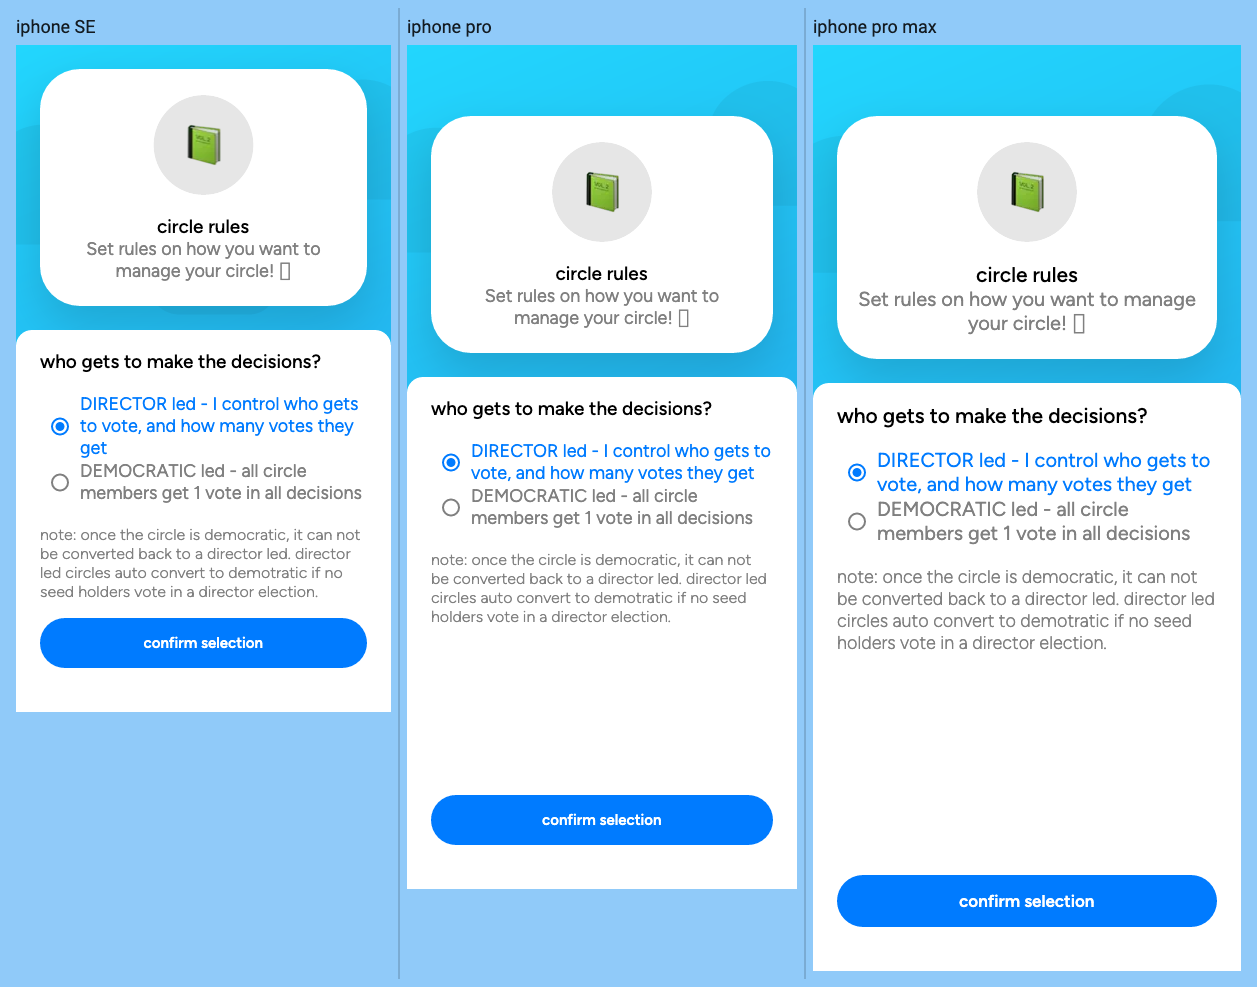 iphone SE
VOL 2
circle rules
Set rules on how you want to
manage your circle! 
who gets to make the decisions?
DIRECTOR led - I control who gets
to vote, and how many votes they
get
DEMOCRATIC led - all circle
members get 1 vote in all decisions
note: once the circle is democratic, it can not
be converted back to a director led. director
led circles auto convert to demotratic if no
seed holders vote in a director election.
confirm selection
iphone pro
VOL 2
circle rules
Set rules on how you want to
manage your circle! 
who gets to make the decisions?
DIRECTOR led - I control who gets to
vote, and how many votes they get
DEMOCRATIC led - all circle
members get 1 vote in all decisions
note: once the circle is democratic, it can not
be converted back to a director led. director led
circles auto convert to demotratic if no seed
holders vote in a director election.
confirm selection
iphone pro max
VOL 2
circle rules
Set rules on how you want to manage
your circle! 
who gets to make the decisions?
DIRECTOR led - I control who gets to
vote, and how many votes they get
DEMOCRATIC led - all circle
members get 1 vote in all decisions
note: once the circle is democratic, it can not
be converted back to a director led. director led
circles auto convert to demotratic if no seed
holders vote in a director election.
confirm selection